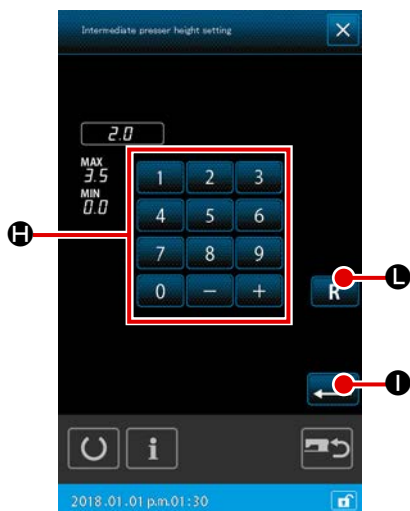 Intermediate presser height setting
2.0
MAX
3.5
MIN
0.0
1 2 3
4 5 6
7 8 9
0 − +
H
L
R
I
i
2018.01.01 p.m.01:30